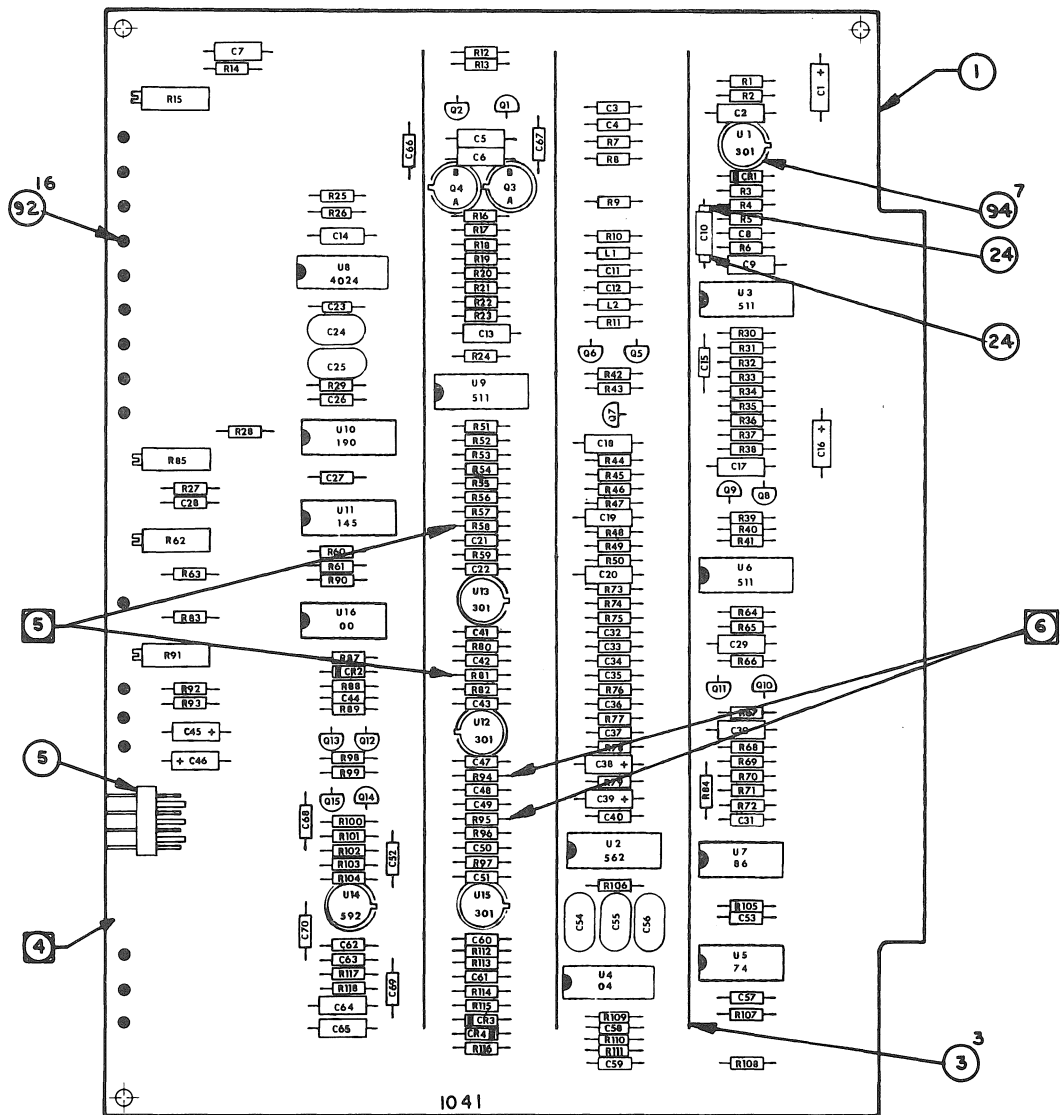 C7
R14
R15
R12
R13
Q2
Q1
C66
C5
C67
C6
B
Q4
A
B
Q3
A
C3
C4
R7
R8
R9
R10
L1
C11
C12
L2
R11
R1
R2
C2
U1
301
CR1
R3
R4
R5
C8
R6
C9
C10
C1 +
1
94
7
24
24
16
92
R25
R26
C14
U8
4024
C23
C24
C25
R29
C26
R16
R17
R18
R19
R20
R21
R22
R23
C13
R24
U9
511
Q6
Q5
R42
R43
Q7
U3
511
C15
R30
R31
R32
R33
R34
R35
R36
R37
R38
C17
C16 +
R28
U10
190
R85
R27
C28
C27
U11
145
R62
R60
R61
R90
R63
R83
U16
00
R51
R52
R53
R54
R55
R56
R57
R58
C21
R59
C22
U13
301
C18
R44
R45
R46
R47
C19
R48
R49
R50
C20
R73
R74
R75
C32
C33
C34
C35
R76
C36
R77
C37
R78
C38 +
R79
C39 +
C40
Q9
Q8
R39
R40
R41
U6
511
R64
R65
C29
R66
Q11
Q10
R67
C30
R68
R69
R70
R71
R72
C31
R84
5
6
R91
R92
R93
C45 +
+ C46
R87
CR2
R88
C44
R89
Q13
Q12
R98
R99
Q15
Q14
C41
R80
C42
R81
R82
C43
U12
301
C47
R94
C48
C49
R95
R96
C50
R97
C51
U15
301
5
C68
R100
R101
R102
R103
R104
C52
U14
592
C70
C62
C63
R117
R118
C69
C64
C65
C60
R112
R113
C61
R114
R115
CR3
CR4
R116
U2
562
R106
C54
C55
C56
U4
04
R109
C58
R110
R111
C59
U7
86
R105
C53
U5
74
C57
R107
R108
4
3
3
1041